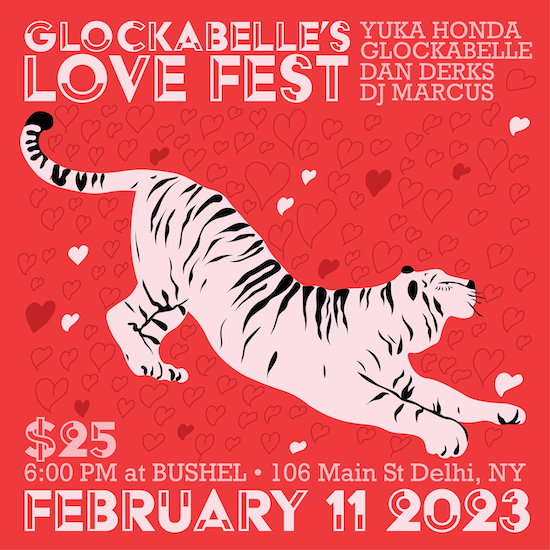 GLOCKABELLE'S
LOVE FEST
YUKA HONDA
GLOCKABELLE
DAN DERKS
DJ MARCUS
$25
6:00 PM at BUSHEL • 106 Main St Delhi, NY
FEBRUARY 11 2023